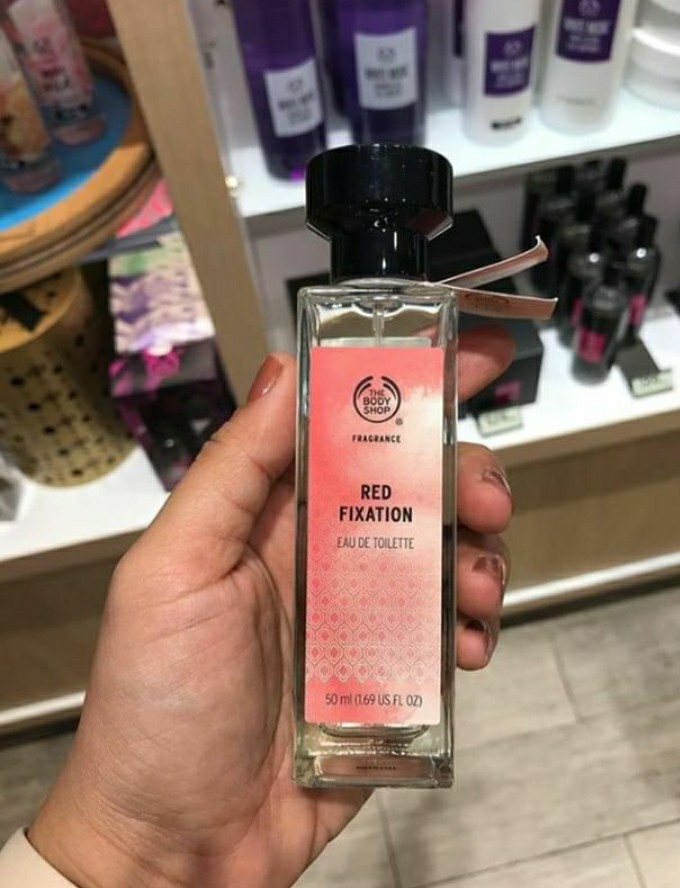 THE
BODY
SHOP
®
FRAGRANCE
RED
FIXATION
EAU DE TOILETTE
50 ml (1.69 US FL OZ)